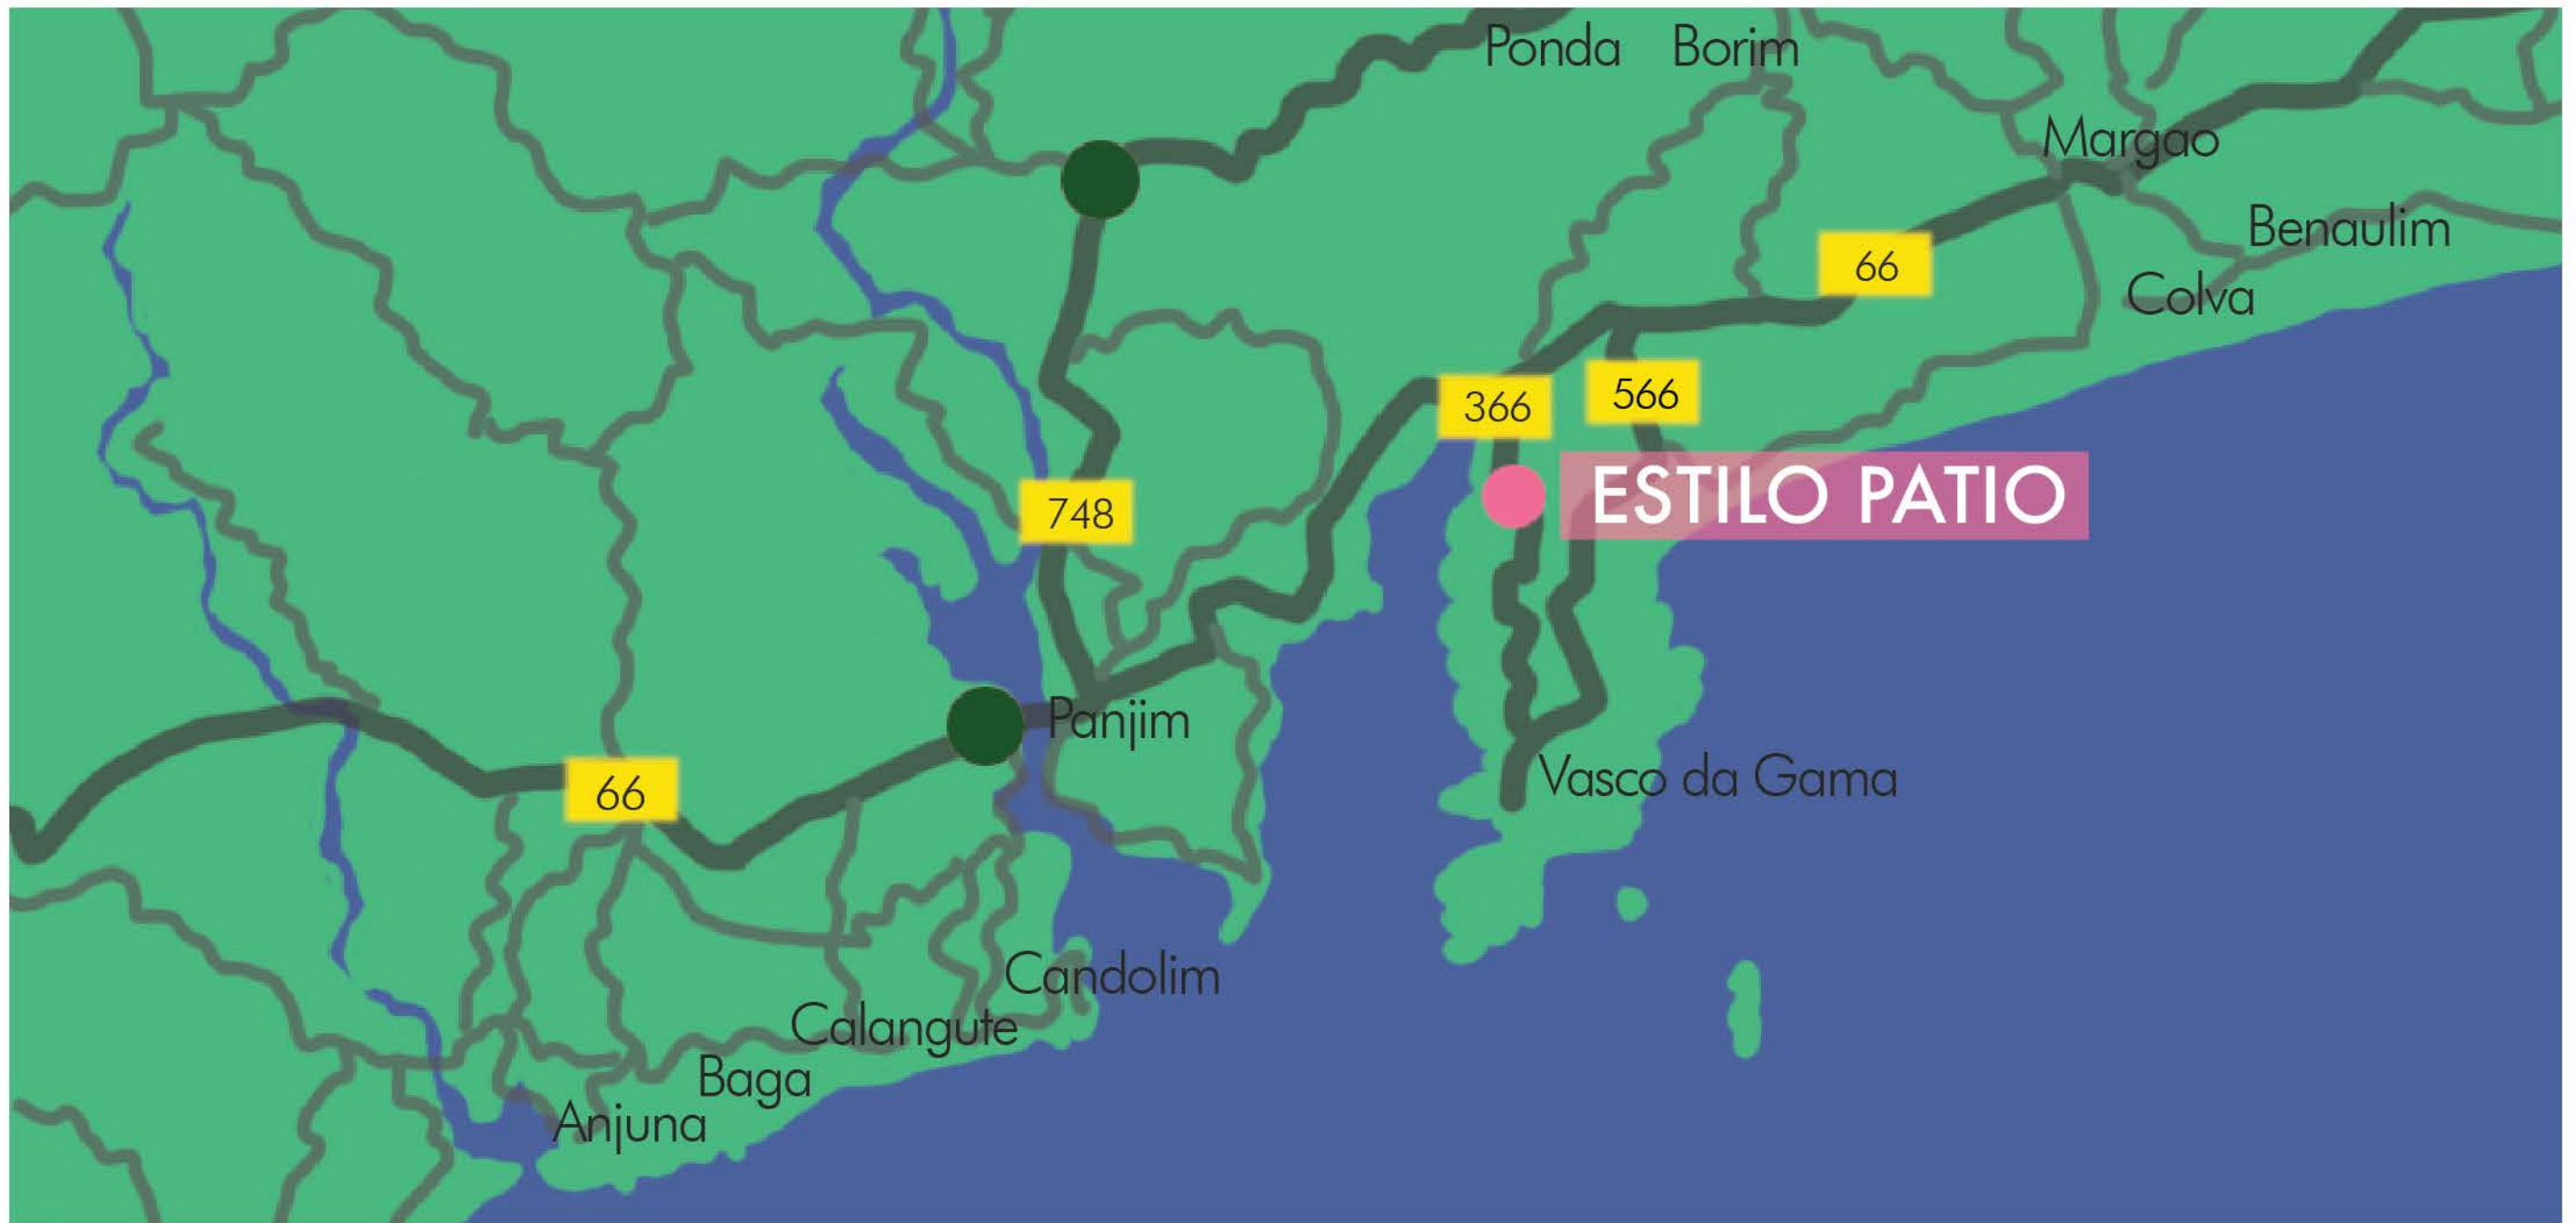 Ponda Borim
Margao
Benaulim
66
Colva
366
566
ESTILO PATIO
748
Panjim
Vasco da Gama
66
Candolim
Calangute
Baga
Anjuna